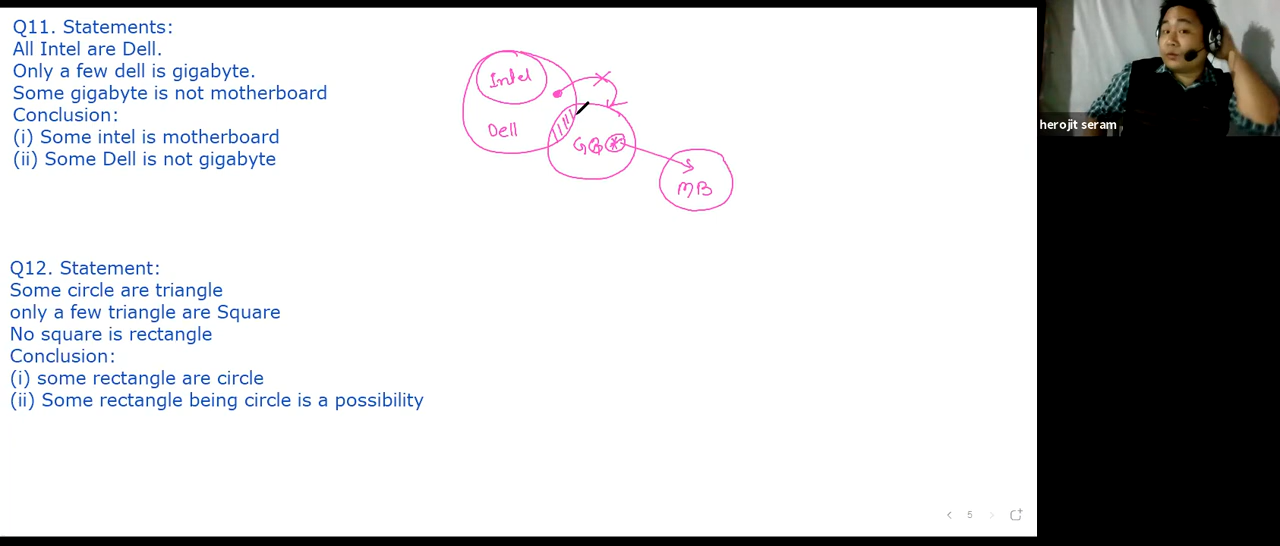 Q11. Statements:
All Intel are Dell.
Only a few dell is gigabyte.
Some gigabyte is not motherboard
Conclusion:
(i) Some intel is motherboard
(ii) Some Dell is not gigabyte
Intel
Dell
GB
MB
herojit seram
Q12. Statement:
Some circle are triangle
only a few triangle are Square
No square is rectangle
Conclusion:
(i) some rectangle are circle
(ii) Some rectangle being circle is a possibility
5